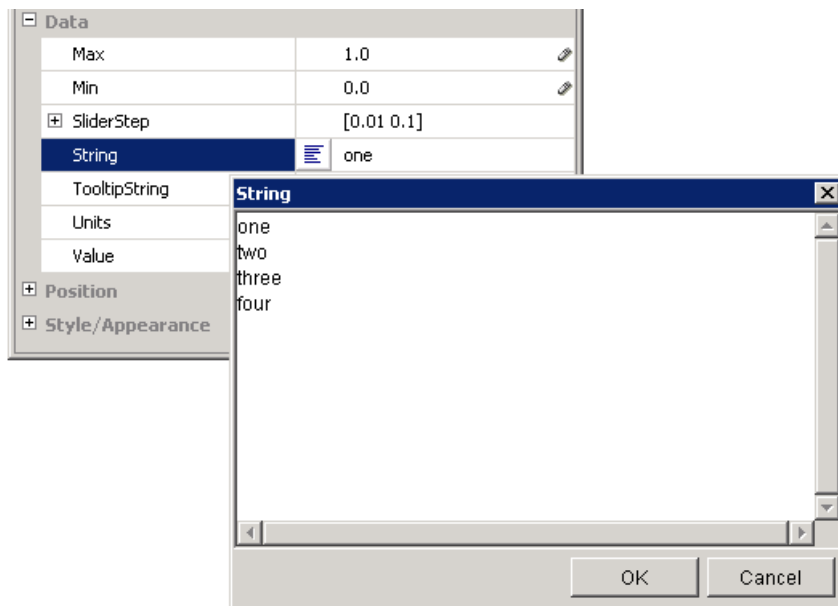 Data
Max 1.0
Min 0.0
SliderStep [0.01 0.1]
String one
TooltipString
Units
Value
Position
Style/Appearance
String
one
two
three
four
OK Cancel